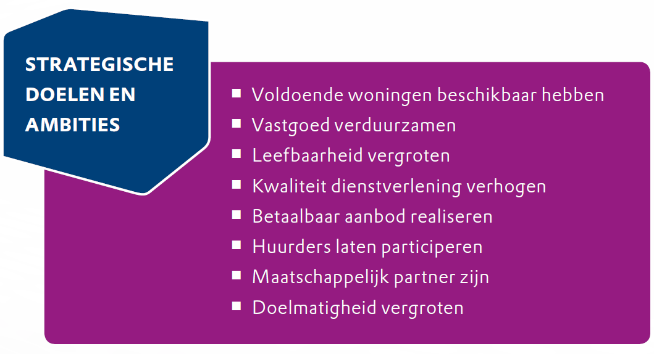 STRATEGISCHE
DOELEN EN
AMBITIES
Voldoende woningen beschikbaar hebben
Vastgoed verduurzamen
Leefbaarheid vergroten
Kwaliteit dienstverlening verhogen
Betaalbaar aanbod realiseren
Huurders laten participeren
Maatschappelijk partner zijn
Doelmatigheid vergroten